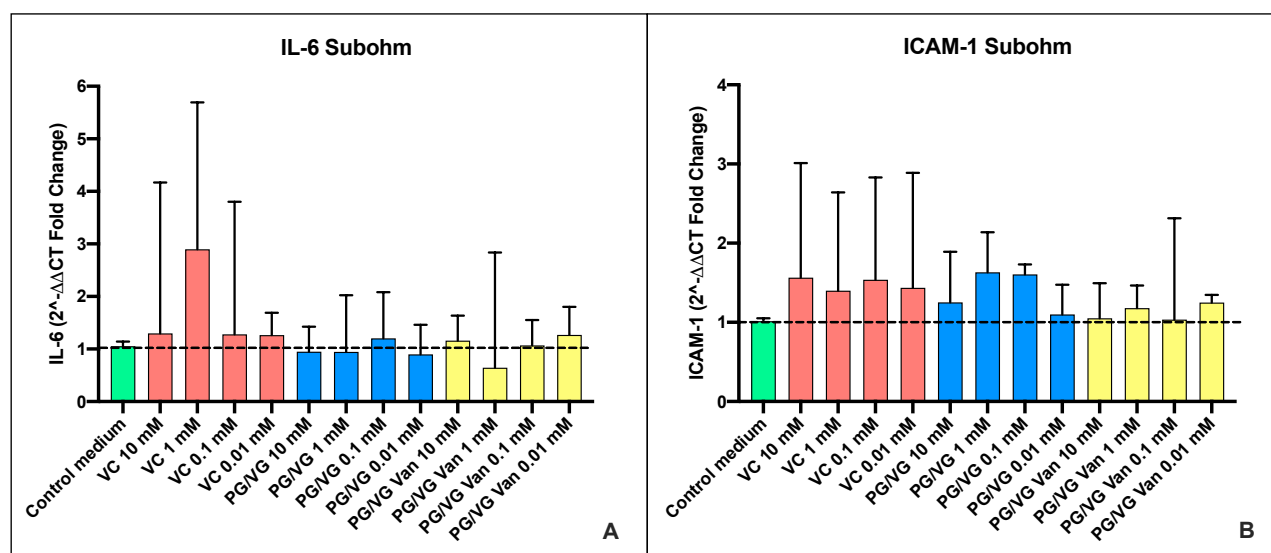 IL-6 Subohm
IL-6 (2^-ΔΔCT Fold Change)
6
5
4
3
2
1
0
Control medium
VC 10 mM
VC 1 mM
VC 0.1 mM
VC 0.01 mM
PG/VG 10 mM
PG/VG 1 mM
PG/VG 0.1 mM
PG/VG 0.01 mM
PG/VG Van 10 mM
PG/VG Van 1 mM
PG/VG Van 0.1 mM
PG/VG Van 0.01 mM
A
ICAM-1 Subohm
ICAM-1 (2^-ΔΔCT Fold Change)
4
3
2
1
0
Control medium
VC 10 mM
VC 1 mM
VC 0.1 mM
VC 0.01 mM
PG/VG 10 mM
PG/VG 1 mM
PG/VG 0.1 mM
PG/VG 0.01 mM
PG/VG Van 10 mM
PG/VG Van 1 mM
PG/VG Van 0.1 mM
PG/VG Van 0.01 mM
B